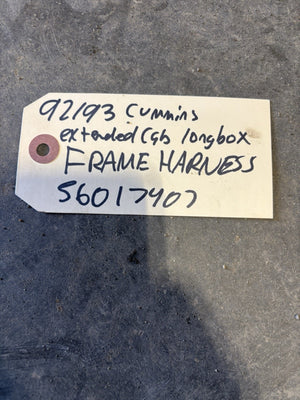 92/93 Cummins
extended Cab longbox
FRAME HARNESS
56017407